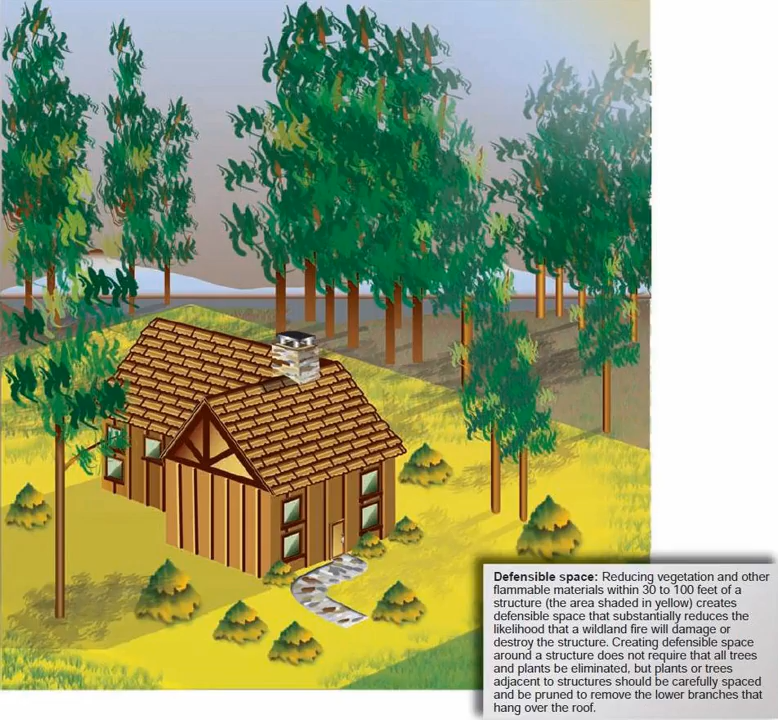 Defensible space: Reducing vegetation and other
flammable materials within 30 to 100 feet of a
structure (the area shaded in yellow) creates
defensible space that substantially reduces the
likelihood that a wildland fire will damage or
destroy the structure. Creating defensible space
around a structure does not require that all trees
and plants be eliminated, but plants or trees
adjacent to structures should be carefully spaced
and be pruned to remove the lower branches that
hang over the roof.